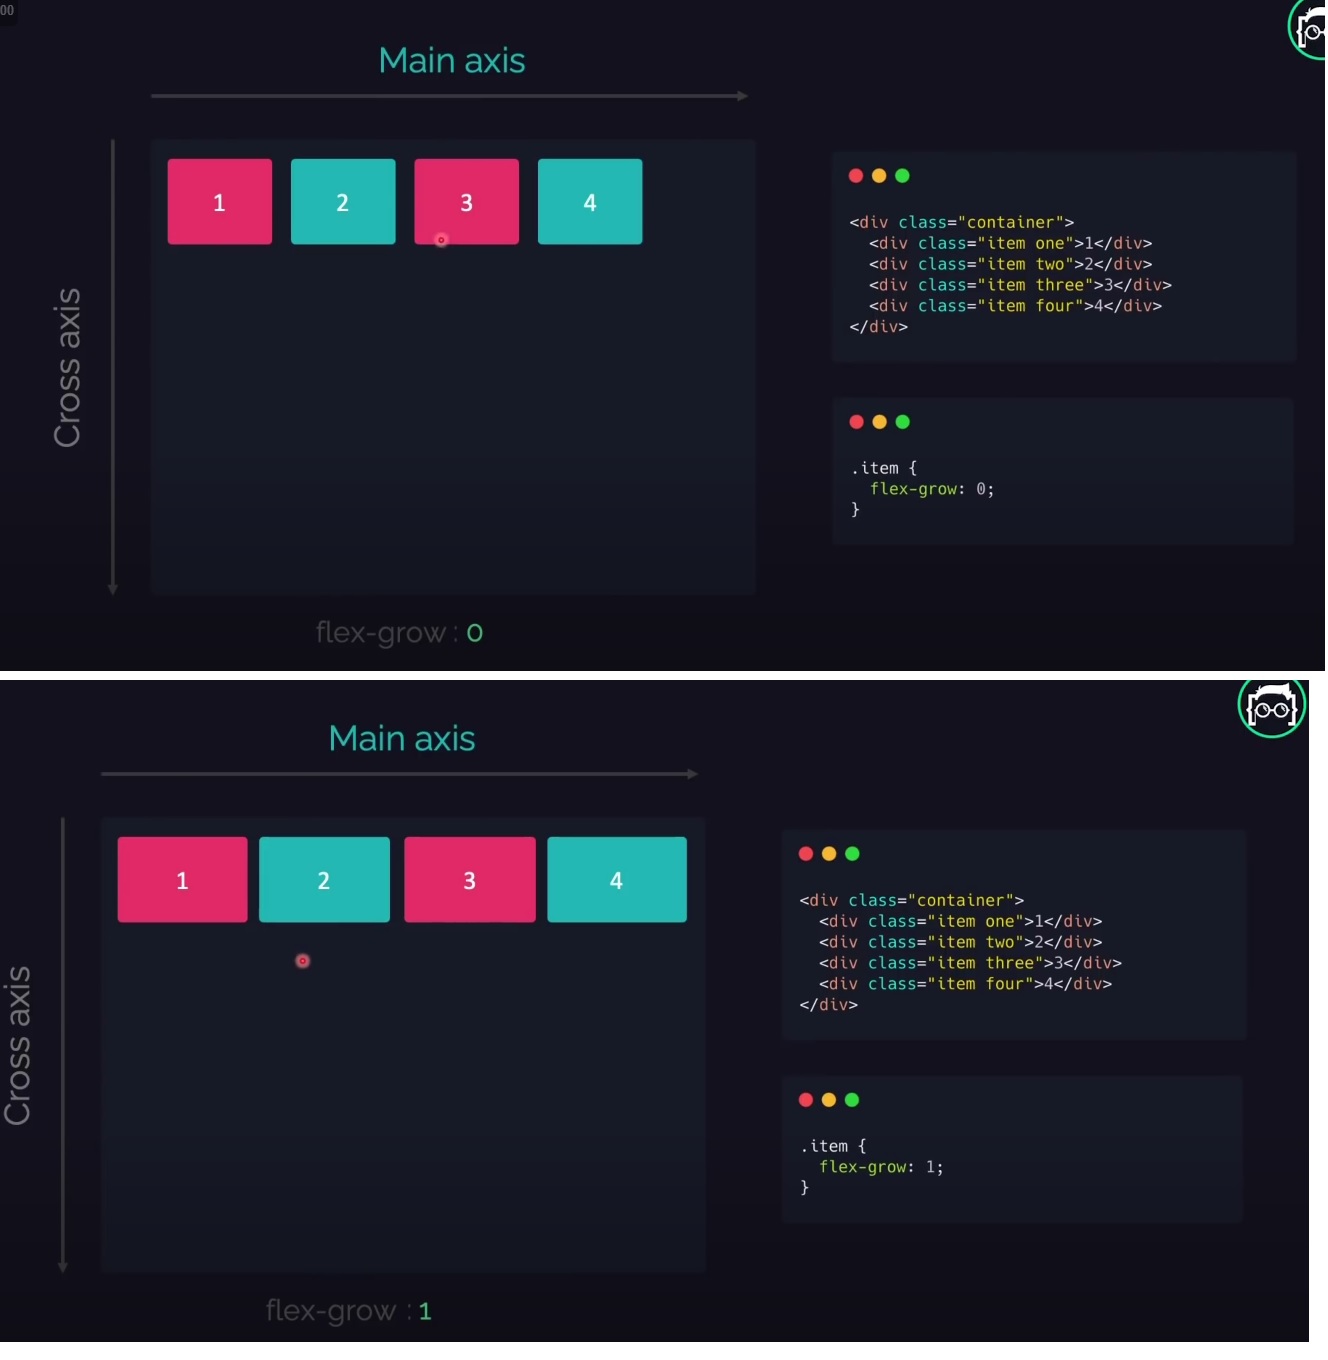 00
Main axis
Cross axis
1 2 3 4
<div class="container">
<div class="item one">1</div>
<div class="item two">2</div>
<div class="item three">3</div>
<div class="item four">4</div>
</div>
.item {
flex-grow: 0;
}
flex-grow : 0
Main axis
Cross axis
1 2 3 4
<div class="container">
<div class="item one">1</div>
<div class="item two">2</div>
<div class="item three">3</div>
<div class="item four">4</div>
</div>
.item {
flex-grow: 1;
}
flex-grow : 1